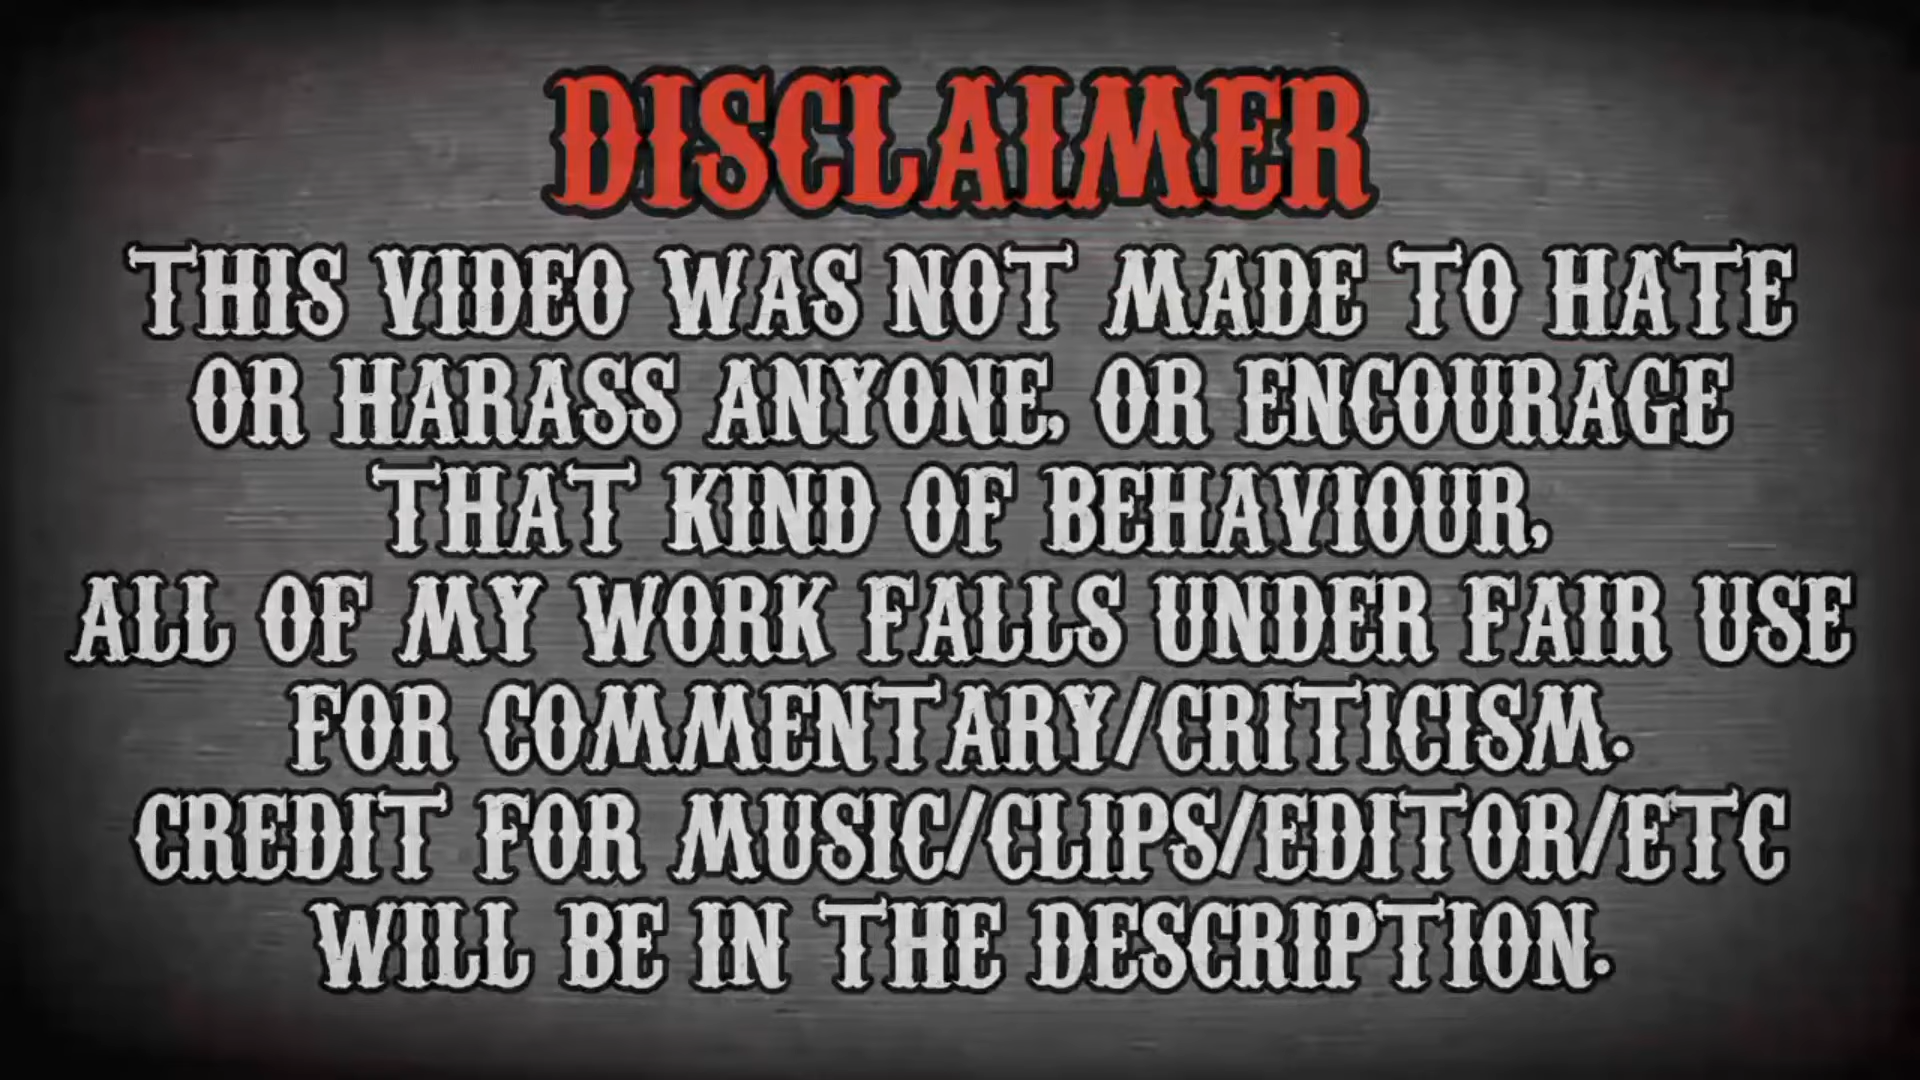 DISCLAIMER
THIS VIDEO WAS NOT MADE TO HATE
OR HARASS ANYONE, OR ENCOURAGE
THAT KIND OF BEHAVIOUR,
ALL OF MY WORK FALLS UNDER FAIR USE
FOR COMMENTARY/CRITICISM.
CREDIT FOR MUSIC/CLIPS/EDITOR/ETC
WILL BE IN THE DESCRIPTION.